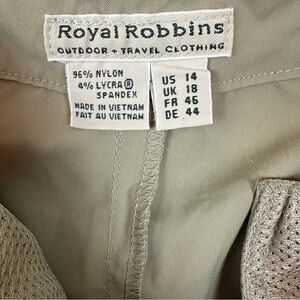 Royal Robbins
OUTDOOR + TRAVEL CLOTHING
96% NYLON
4% LYCRA®
SPANDEX
MADE IN VIETNAM
FAIT AU VIETNAM
US 14
UK 18
FR 46
DE 44